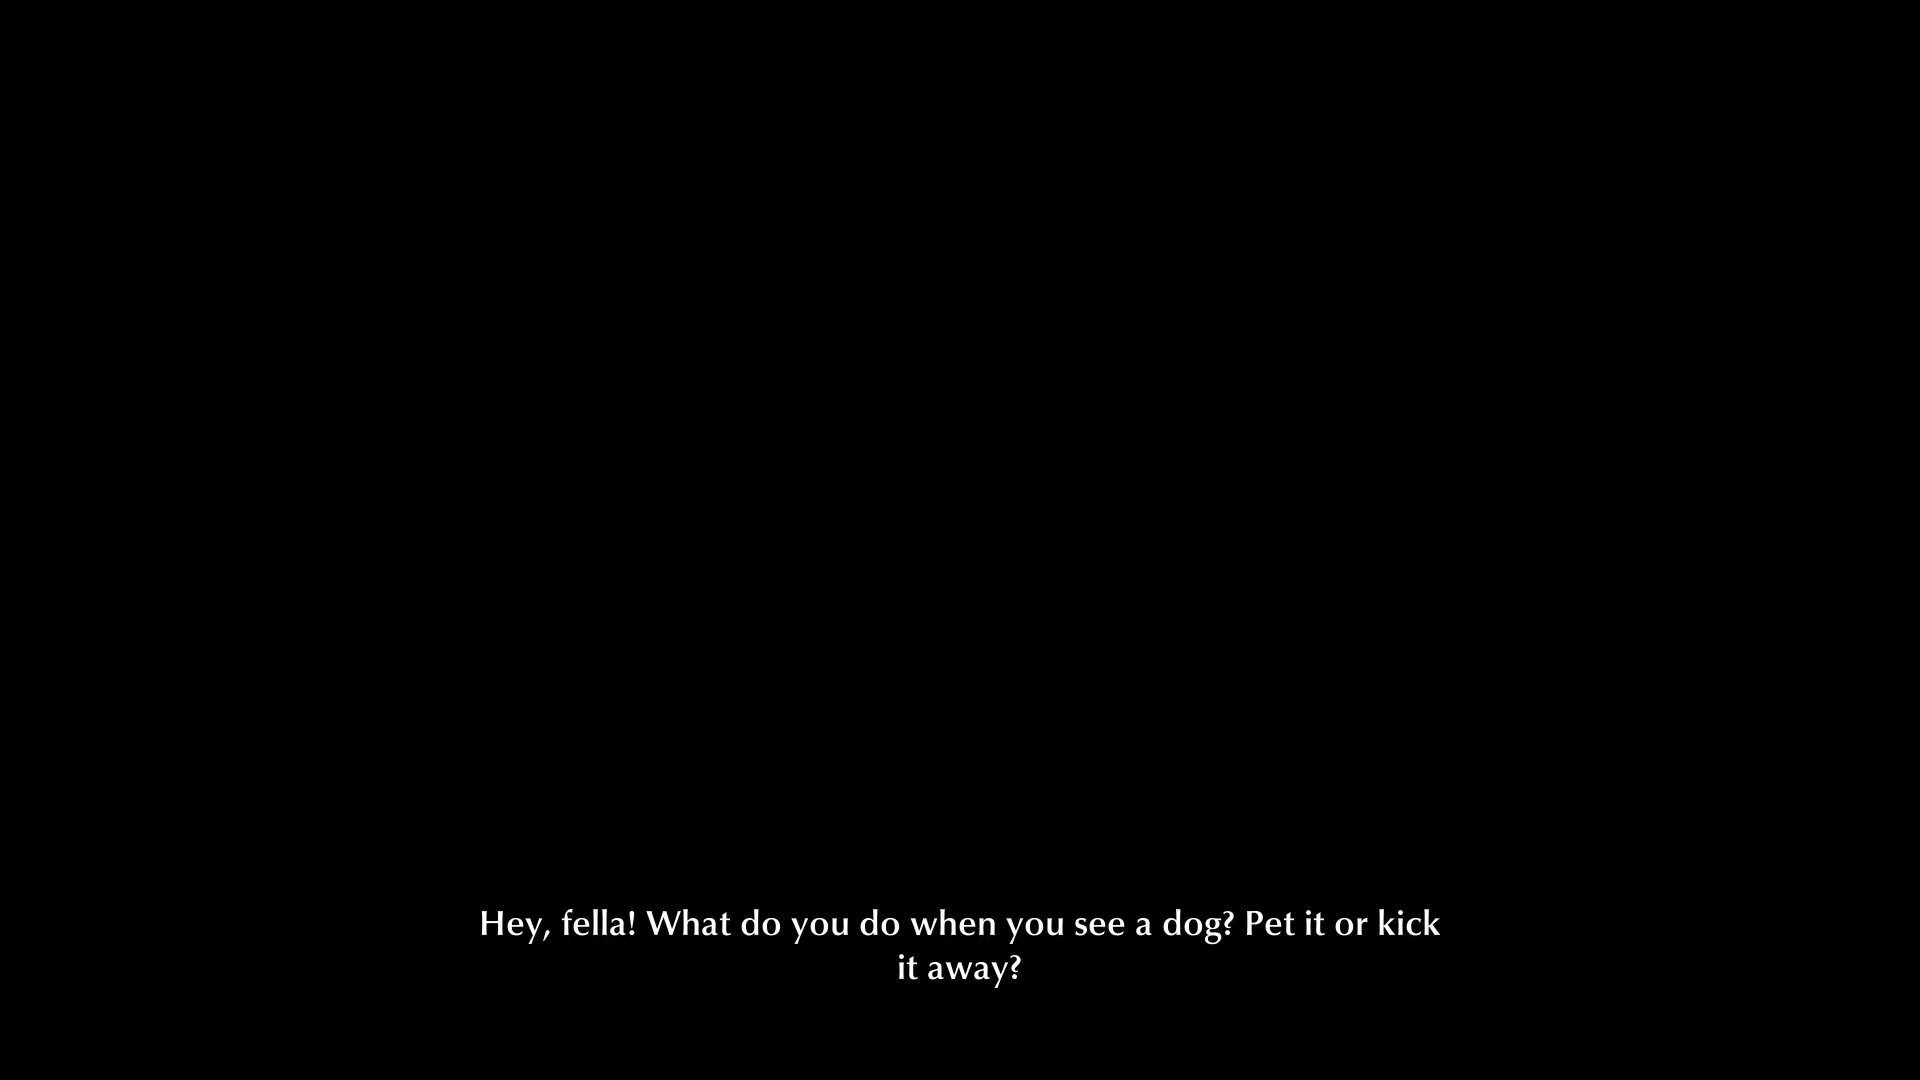 Hey, fella! What do you do when you see a dog? Pet it or kick
it away?